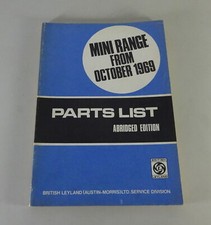 MINI RANGE
FROM
OCTOBER 1969
PARTS LIST
ABRIDGED EDITION
BRITISH LEYLAND (AUSTIN-MORRIS) LTD. SERVICE DIVISION